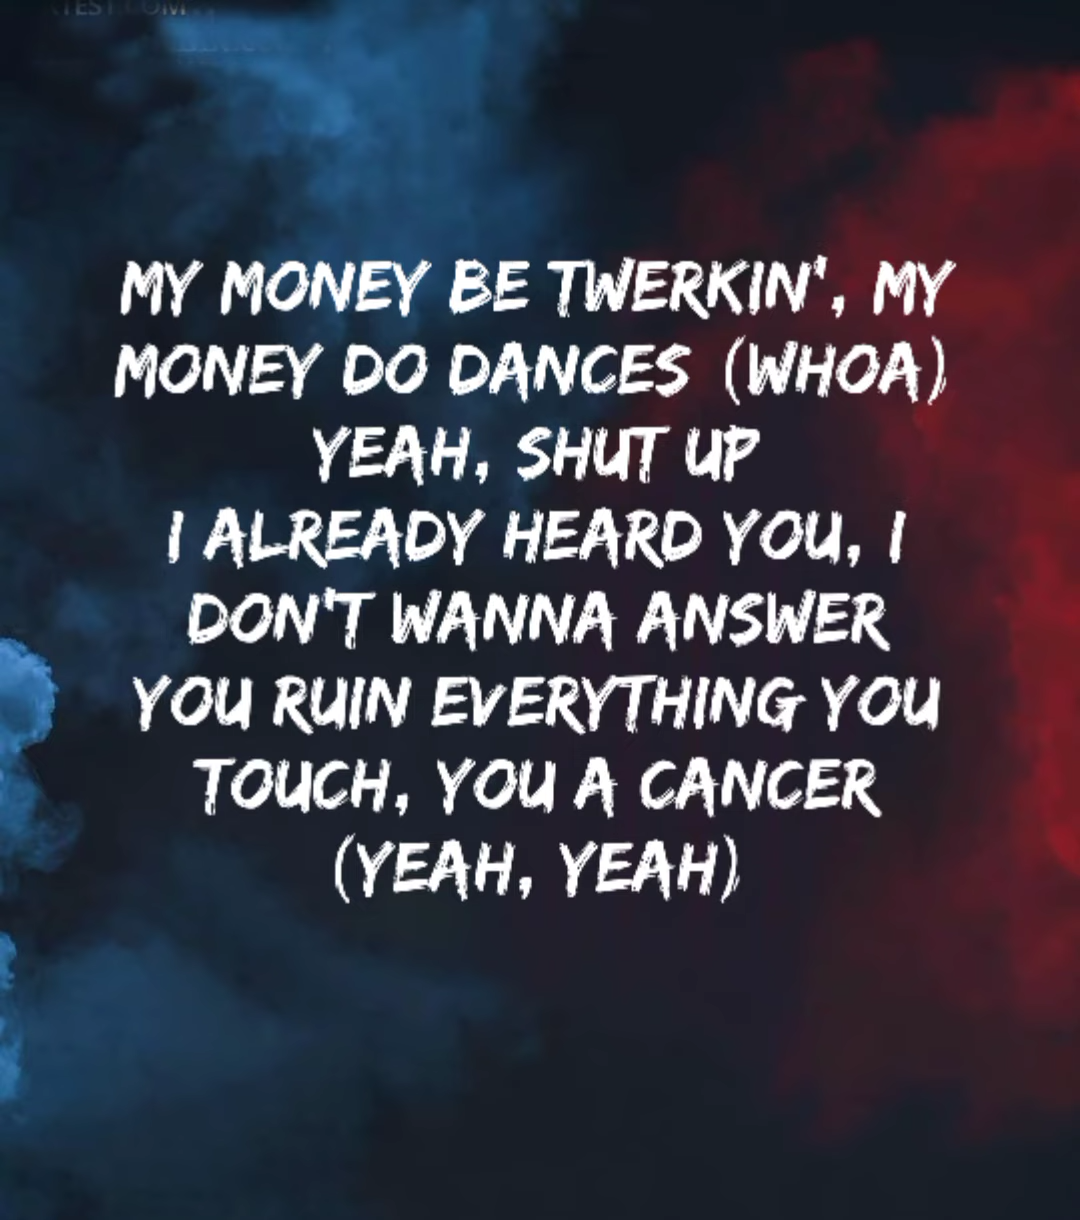 MY MONEY BE TWERKIN', MY
MONEY DO DANCES (WHOA)
YEAH, SHUT UP
I ALREADY HEARD YOU, I
DON'T WANNA ANSWER
YOU RUIN EVERYTHING YOU
TOUCH, YOU A CANCER
(YEAH, YEAH)